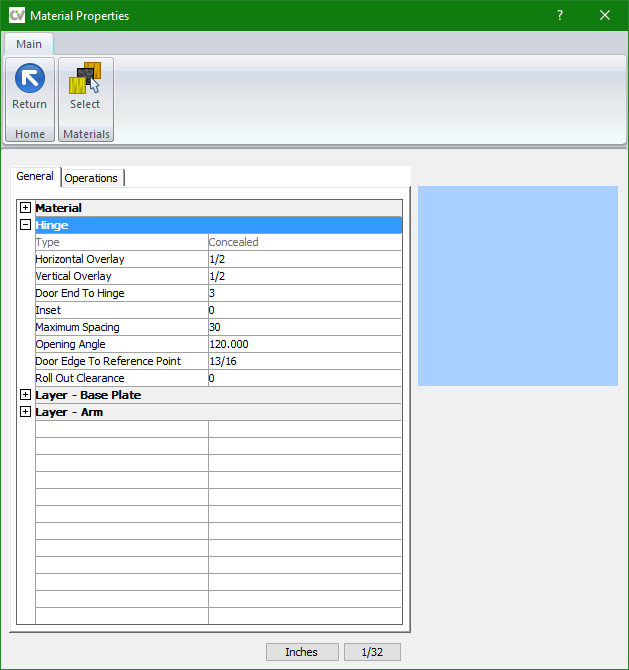 CV Material Properties ?
Main
Return Select
Home Materials
General Operations
Material
Hinge
Type Concealed
Horizontal Overlay 1/2
Vertical Overlay 1/2
Door End To Hinge 3
Inset 0
Maximum Spacing 30
Opening Angle 120.000
Door Edge To Reference Point 13/16
Roll Out Clearance 0
Layer - Base Plate
Layer - Arm
Inches 1/32